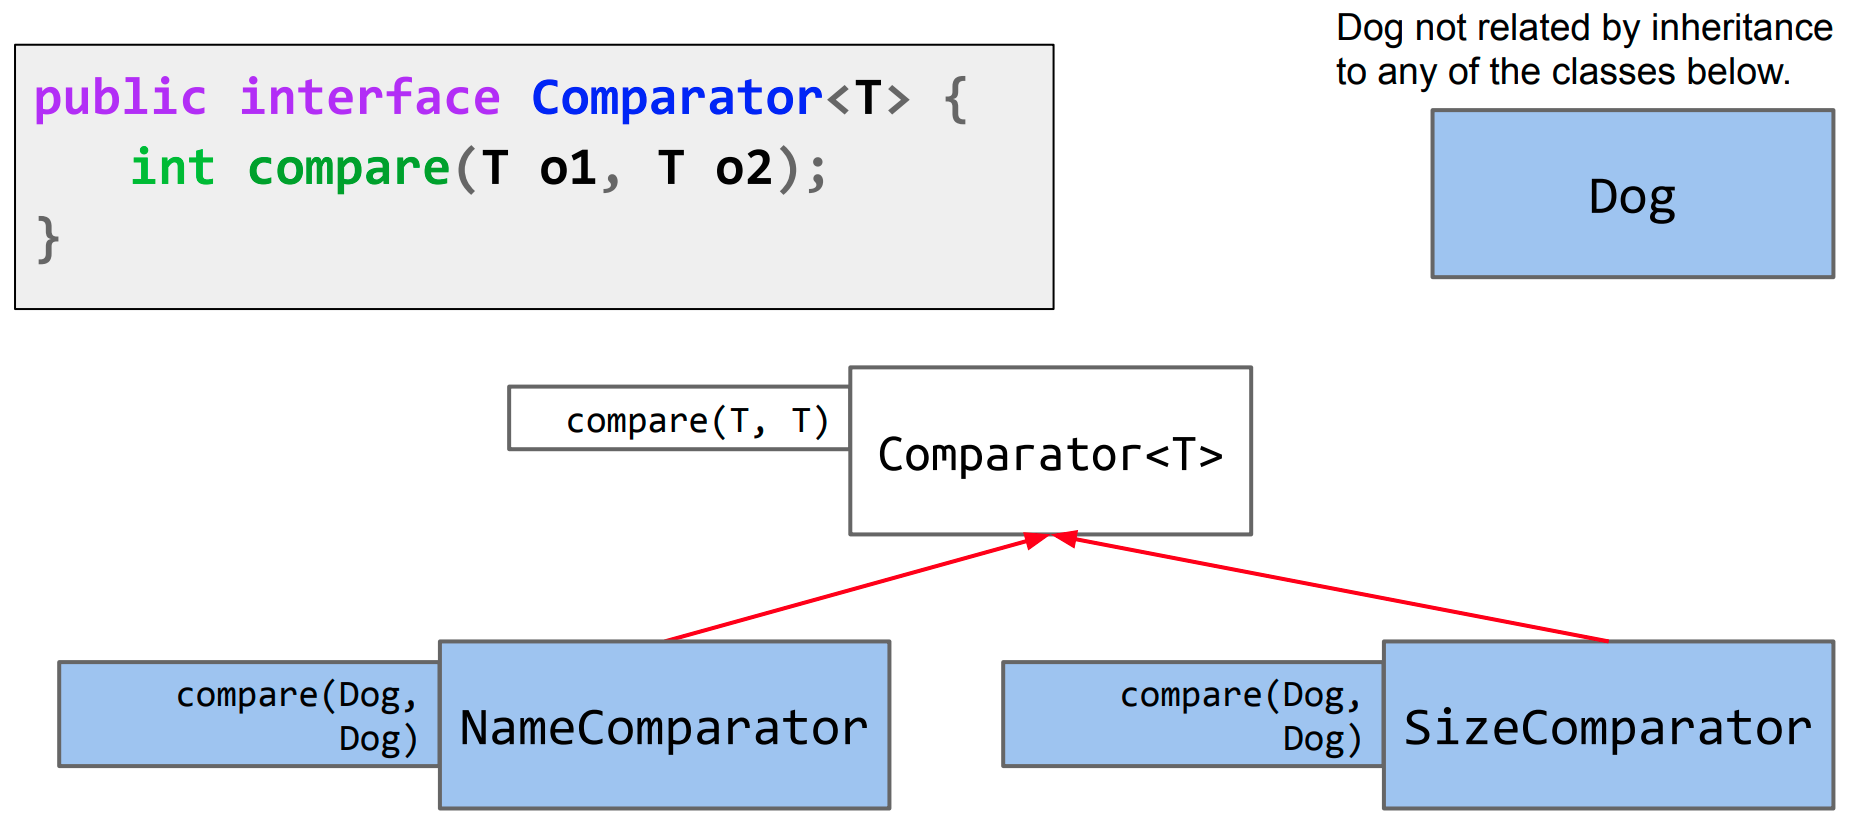 Dog not related by inheritance
to any of the classes below.
public interface Comparator<T> {
int compare(T o1, T o2);
}
Dog
compare(T, T)
Comparator<T>
compare(Dog,
Dog)
NameComparator
compare(Dog,
Dog)
SizeComparator